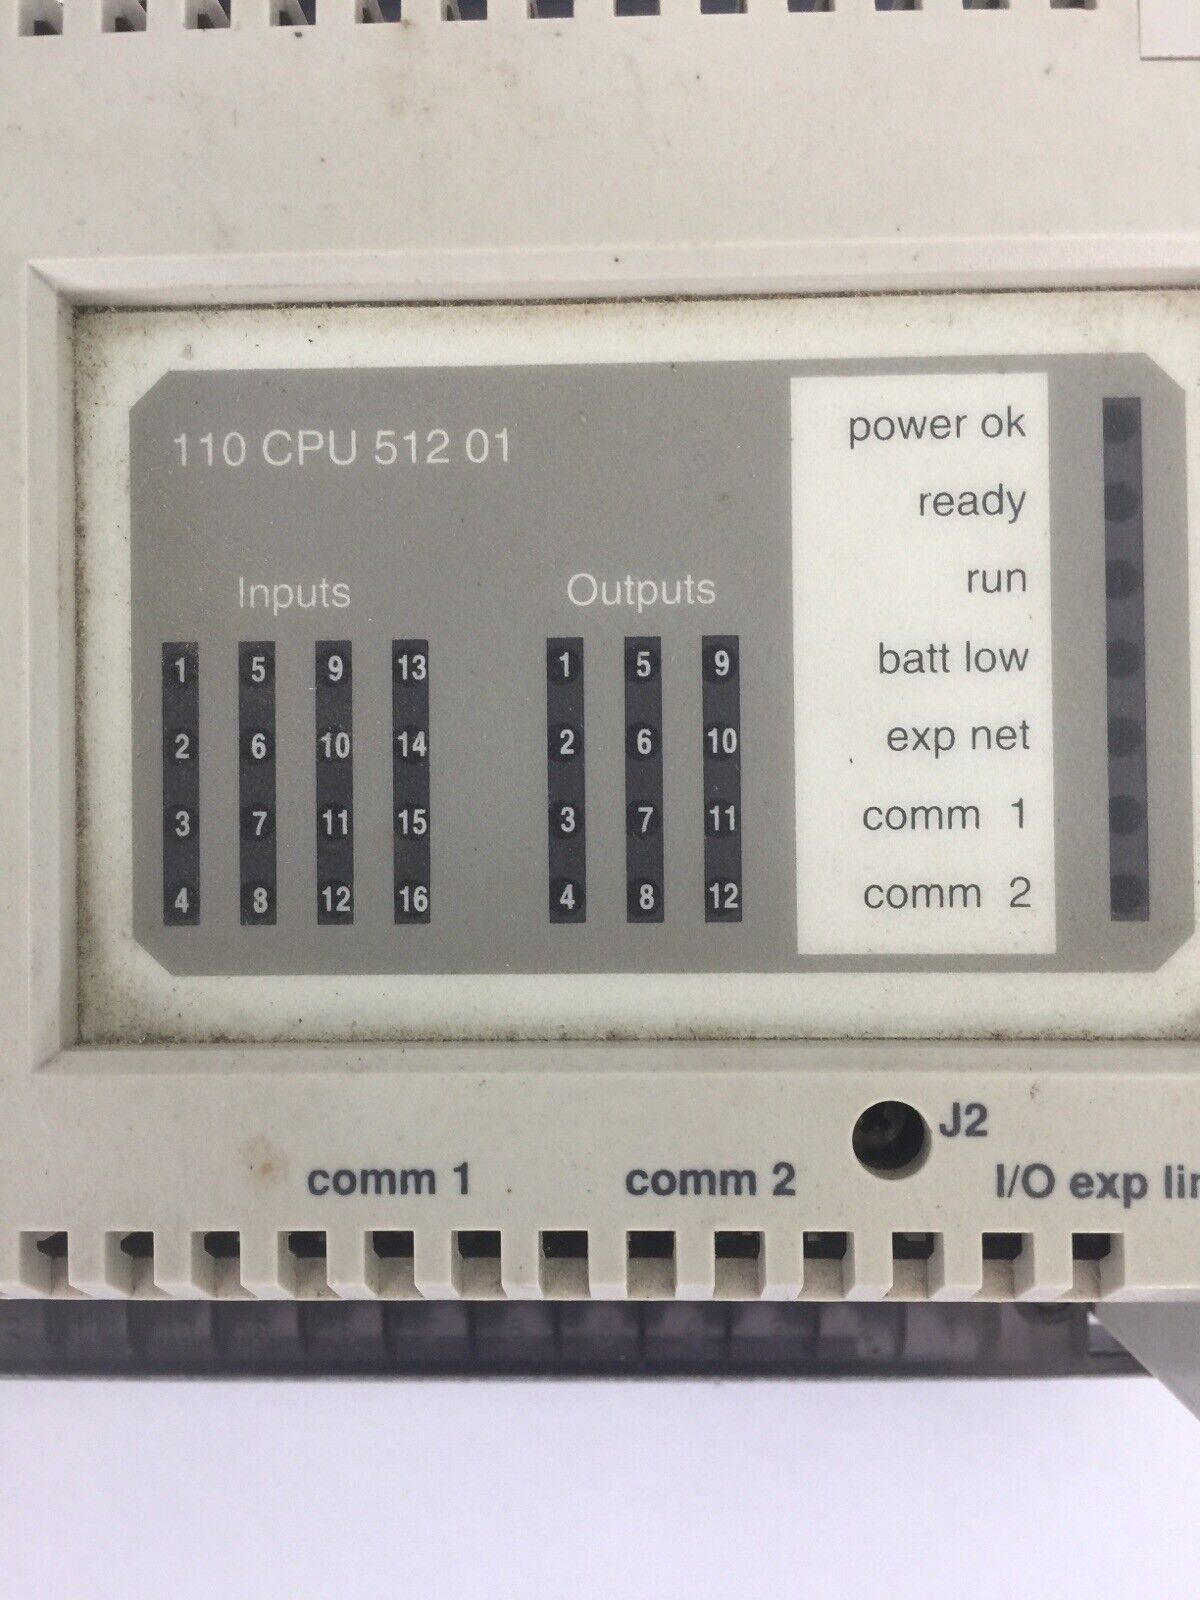 110 CPU 512 01
Inputs
1 5 9 13
2 6 10 14
3 7 11 15
4 8 12 16
Outputs
1 5 9
2 6 10
3 7 11
4 8 12
power ok
ready
run
batt low
exp net
comm 1
comm 2
J2
comm 1 comm 2 I/O exp